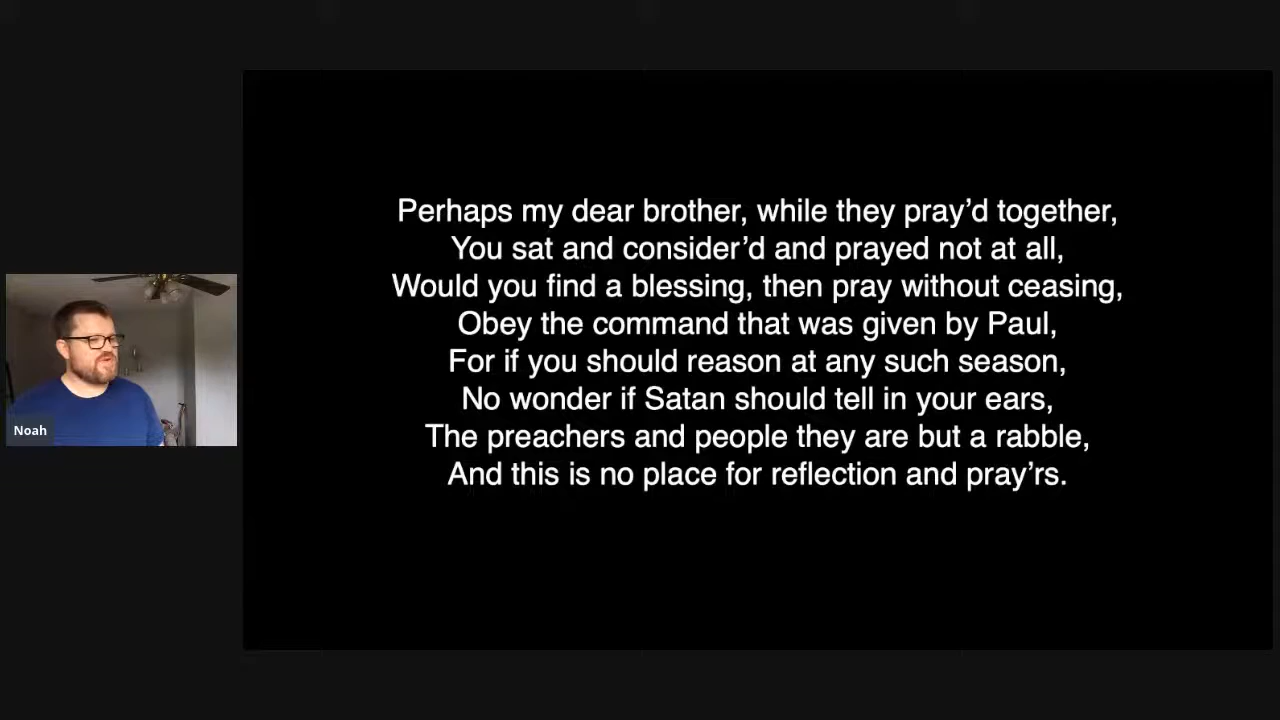 Perhaps my dear brother, while they pray’d together,
You sat and consider’d and prayed not at all,
Would you find a blessing, then pray without ceasing,
Obey the command that was given by Paul,
For if you should reason at any such season,
No wonder if Satan should tell in your ears,
The preachers and people they are but a rabble,
And this is no place for reflection and pray’rs.
Noah